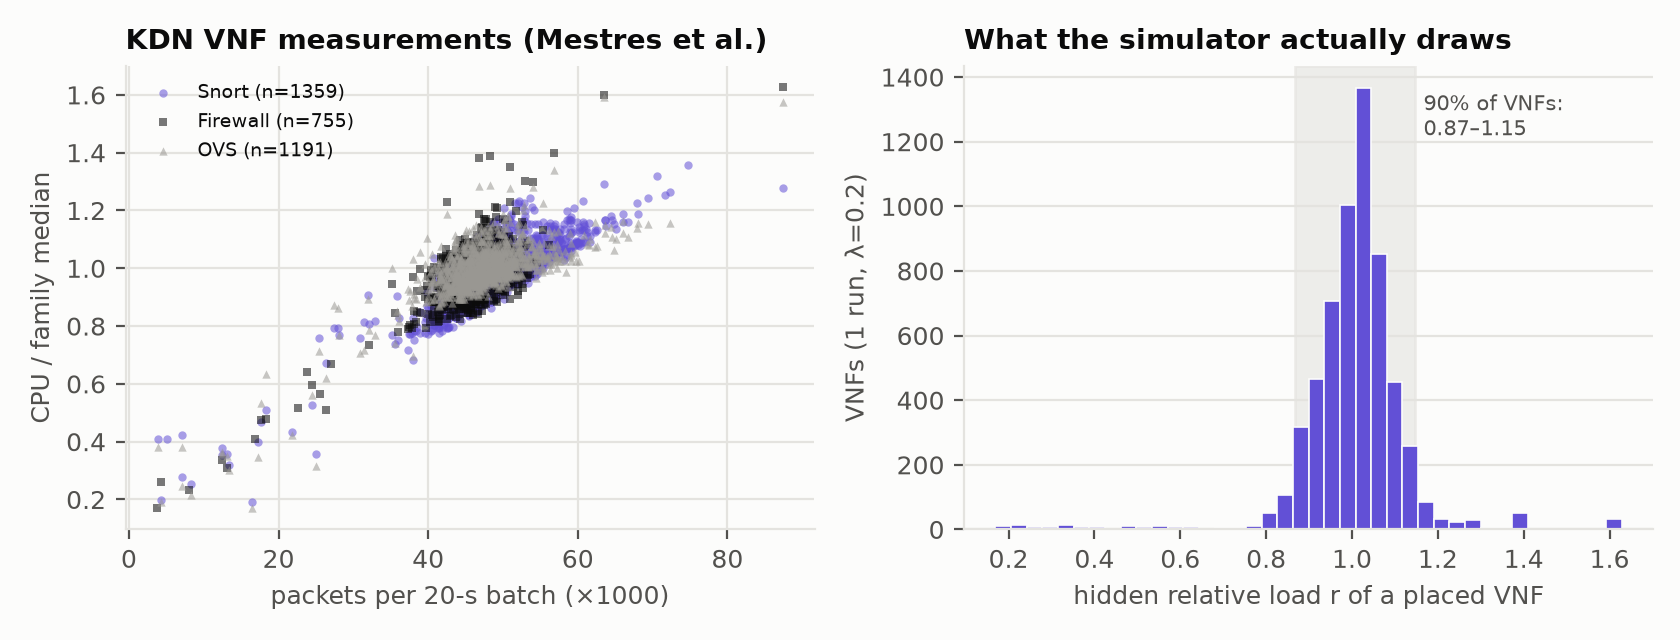 KDN VNF measurements (Mestres et al.)
CPU / family median
1.6
1.4
1.2
1.0
0.8
0.6
0.4
0.2
Snort (n=1359)
Firewall (n=755)
OVS (n=1191)
0 20 40 60 80
packets per 20-s batch (×1000)
What the simulator actually draws
VNFs (1 run, λ=0.2)
1400
1200
1000
800
600
400
200
0
90% of VNFs:
0.87–1.15
0.2 0.4 0.6 0.8 1.0 1.2 1.4 1.6
hidden relative load r of a placed VNF